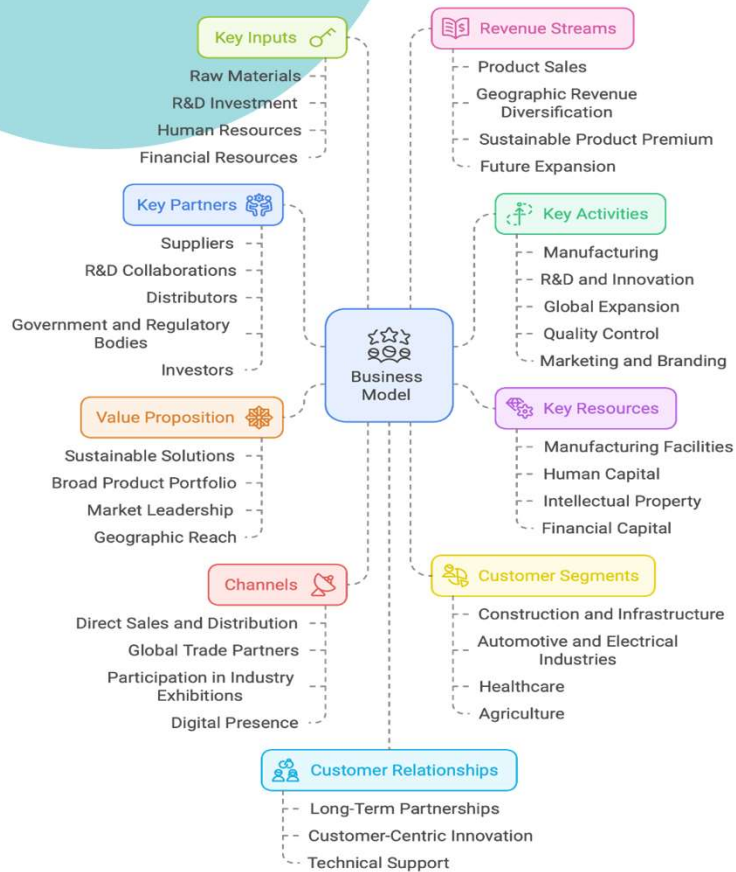 Key Inputs
Raw Materials
R&D Investment
Human Resources
Financial Resources
Revenue Streams
Product Sales
Geographic Revenue
Diversification
Sustainable Product Premium
Future Expansion
Key Partners
Suppliers
R&D Collaborations
Distributors
Government and Regulatory
Bodies
Investors
Key Activities
Manufacturing
R&D and Innovation
Global Expansion
Quality Control
Marketing and Branding
Business
Model
Value Proposition
Sustainable Solutions
Broad Product Portfolio
Market Leadership
Geographic Reach
Key Resources
Manufacturing Facilities
Human Capital
Intellectual Property
Financial Capital
Channels
Direct Sales and Distribution
Global Trade Partners
Participation in Industry
Exhibitions
Digital Presence
Customer Segments
Construction and Infrastructure
Automotive and Electrical
Industries
Healthcare
Agriculture
Customer Relationships
Long-Term Partnerships
Customer-Centric Innovation
Technical Support